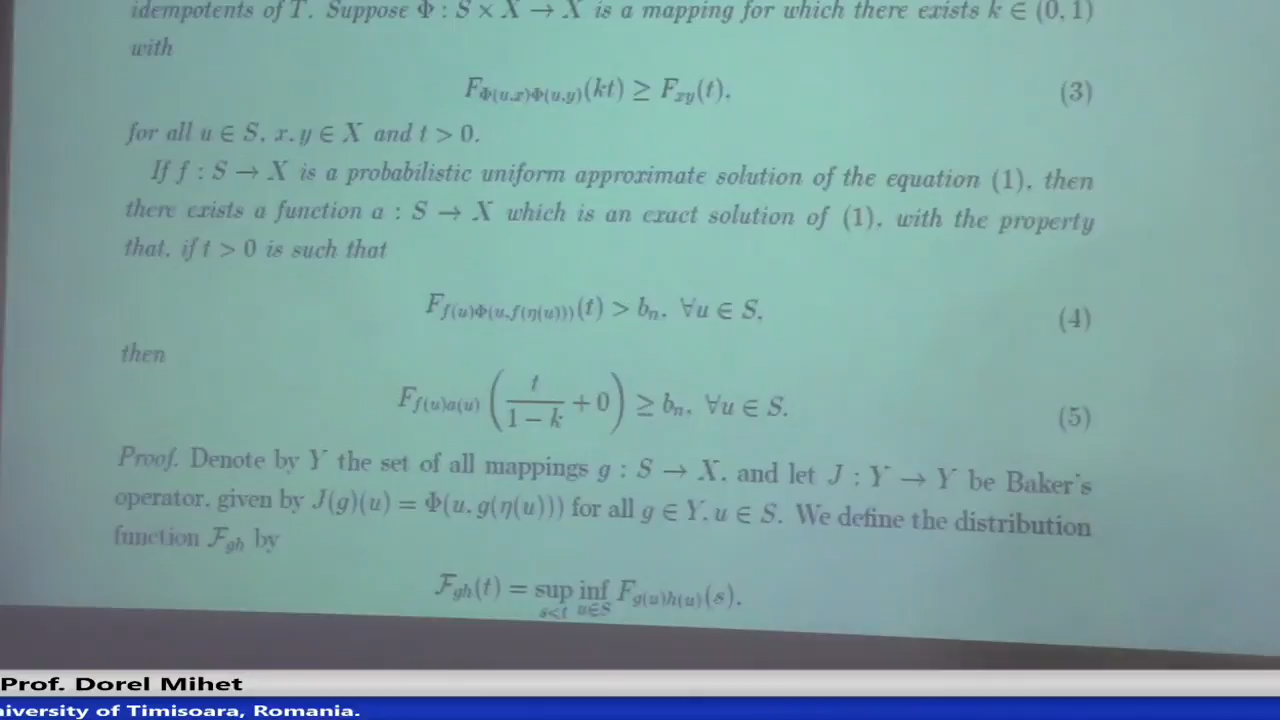 idempotents of T. Suppose Φ : S × X → X is a mapping for which there exists k ∈ (0, 1)
with
F_{Φ(u,x)Φ(u,y)}(kt) ≥ F_{xy}(t), (3)
for all u ∈ S, x, y ∈ X and t > 0.
If f : S → X is a probabilistic uniform approximate solution of the equation (1), then
there exists a function a : S → X which is an exact solution of (1), with the property
that, if t > 0 is such that
F_{f(u)Φ(u,f(η(u)))}(t) > b_n, ∀u ∈ S, (4)
then
F_{f(u)a(u)} ( t/(1 − k) + 0 ) ≥ b_n, ∀u ∈ S. (5)
Proof. Denote by Y the set of all mappings g : S → X, and let J : Y → Y be Baker's
operator, given by J(g)(u) = Φ(u, g(η(u))) for all g ∈ Y, u ∈ S. We define the distribution
function ℱ_{gh} by
ℱ_{gh}(t) = sup_{s<t} inf_{u∈S} F_{g(u)h(u)}(s).
Prof. Dorel Mihet
niversity of Timisoara, Romania.